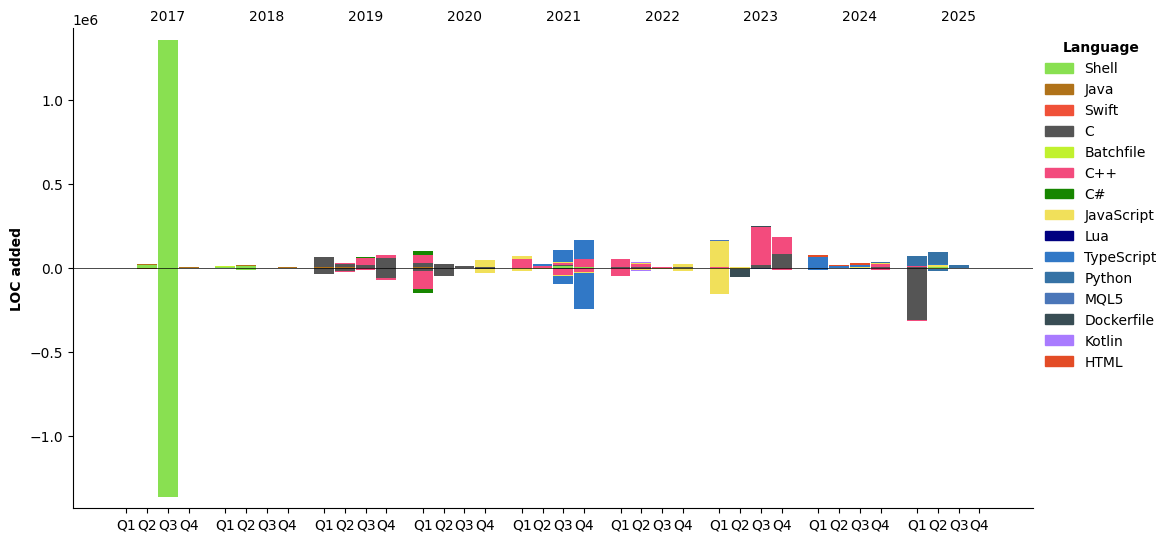 1e6
2017 2018 2019 2020 2021 2022 2023 2024 2025
LOC added
1.0
0.5
0.0
−0.5
−1.0
Q1 Q2 Q3 Q4 Q1 Q2 Q3 Q4 Q1 Q2 Q3 Q4 Q1 Q2 Q3 Q4 Q1 Q2 Q3 Q4 Q1 Q2 Q3 Q4 Q1 Q2 Q3 Q4 Q1 Q2 Q3 Q4 Q1 Q2 Q3 Q4
Language
Shell
Java
Swift
C
Batchfile
C++
C#
JavaScript
Lua
TypeScript
Python
MQL5
Dockerfile
Kotlin
HTML